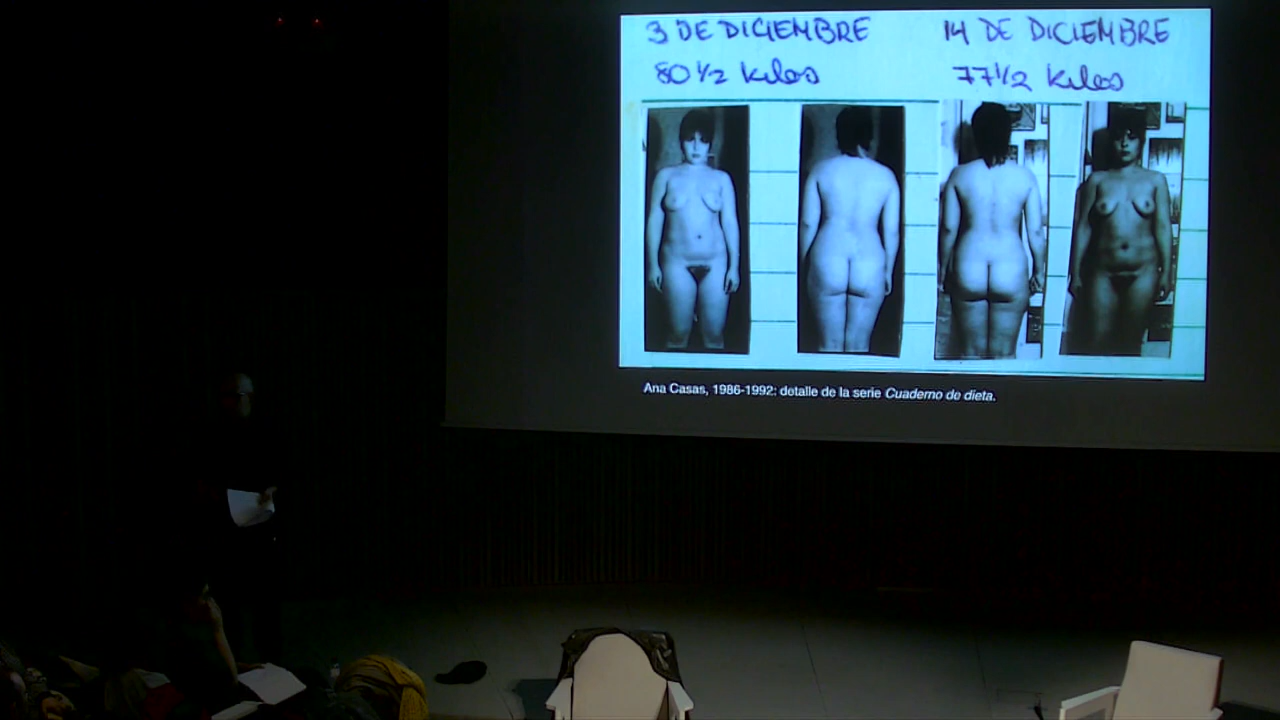 3 DE DICIEMBRE
80 1/2 kilos
14 DE DICIEMBRE
77 1/2 kilos
Ana Casas, 1986-1992: detalle de la serie Cuaderno de dieta.